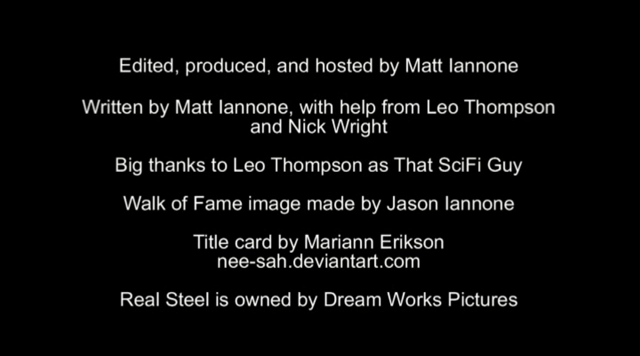 Edited, produced, and hosted by Matt Iannone
Written by Matt Iannone, with help from Leo Thompson
and Nick Wright
Big thanks to Leo Thompson as That SciFi Guy
Walk of Fame image made by Jason Iannone
Title card by Mariann Erikson
nee-sah.deviantart.com
Real Steel is owned by Dream Works Pictures